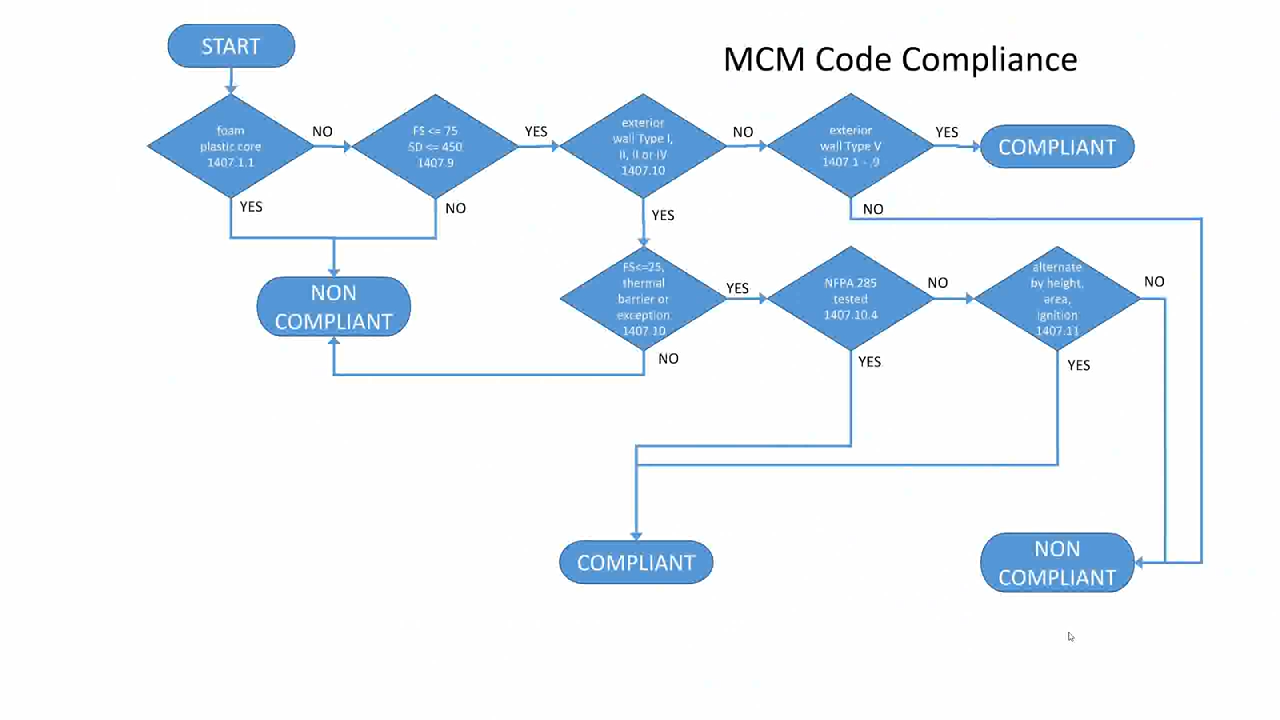 START
MCM Code Compliance
foam
plastic core
1407.1.1
NO
FS <= 75
SD <= 450
1407.9
YES
exterior
wall Type I,
II, II or IV
1407.10
NO
exterior
wall Type V
1407.1 - .9
YES
COMPLIANT
YES
NO
YES
NO
NON
COMPLIANT
FS<=25,
thermal
barrier or
exception
1407.10
YES
NFPA 285
tested
1407.10.4
NO
alternate
by height,
area,
ignition
1407.11
NO
NO
YES
YES
COMPLIANT
NON
COMPLIANT